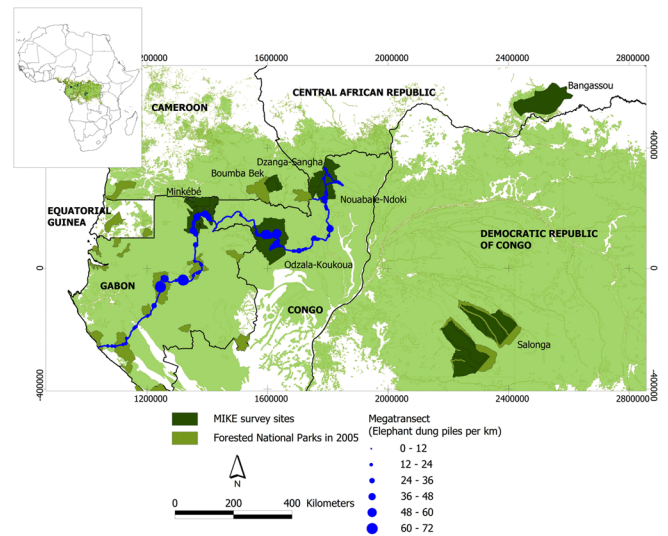 1200000 1600000 2000000 2400000 2800000
Bangassou
CENTRAL AFRICAN REPUBLIC
CAMEROON
400000
400000
Dzanga-Sangha
Boumba Bek
Minkébé
Nouabale-Ndoki
EQUATORIAL
GUINEA
DEMOCRATIC REPUBLIC
OF CONGO
Odzala-Koukoua
0
0
GABON
CONGO
Salonga
-400000
-400000
1200000 1600000 2000000 2400000 2800000
MIKE survey sites
Forested National Parks in 2005
N
0 200 400 Kilometers
Megatransect
(Elephant dung piles per km)
0 - 12
12 - 24
24 - 36
36 - 48
48 - 60
60 - 72